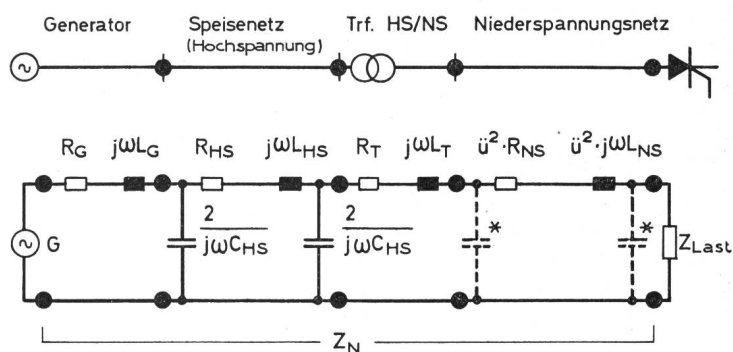 Generator Speisenetz Trf. HS/NS Niederspannungsnetz
(Hochspannung)
~
R_G jωL_G R_HS jωL_HS R_T jωL_T ü²·R_NS ü²·jωL_NS
~ G 2/jωC_HS 2/jωC_HS * * Z_Last
Z_N